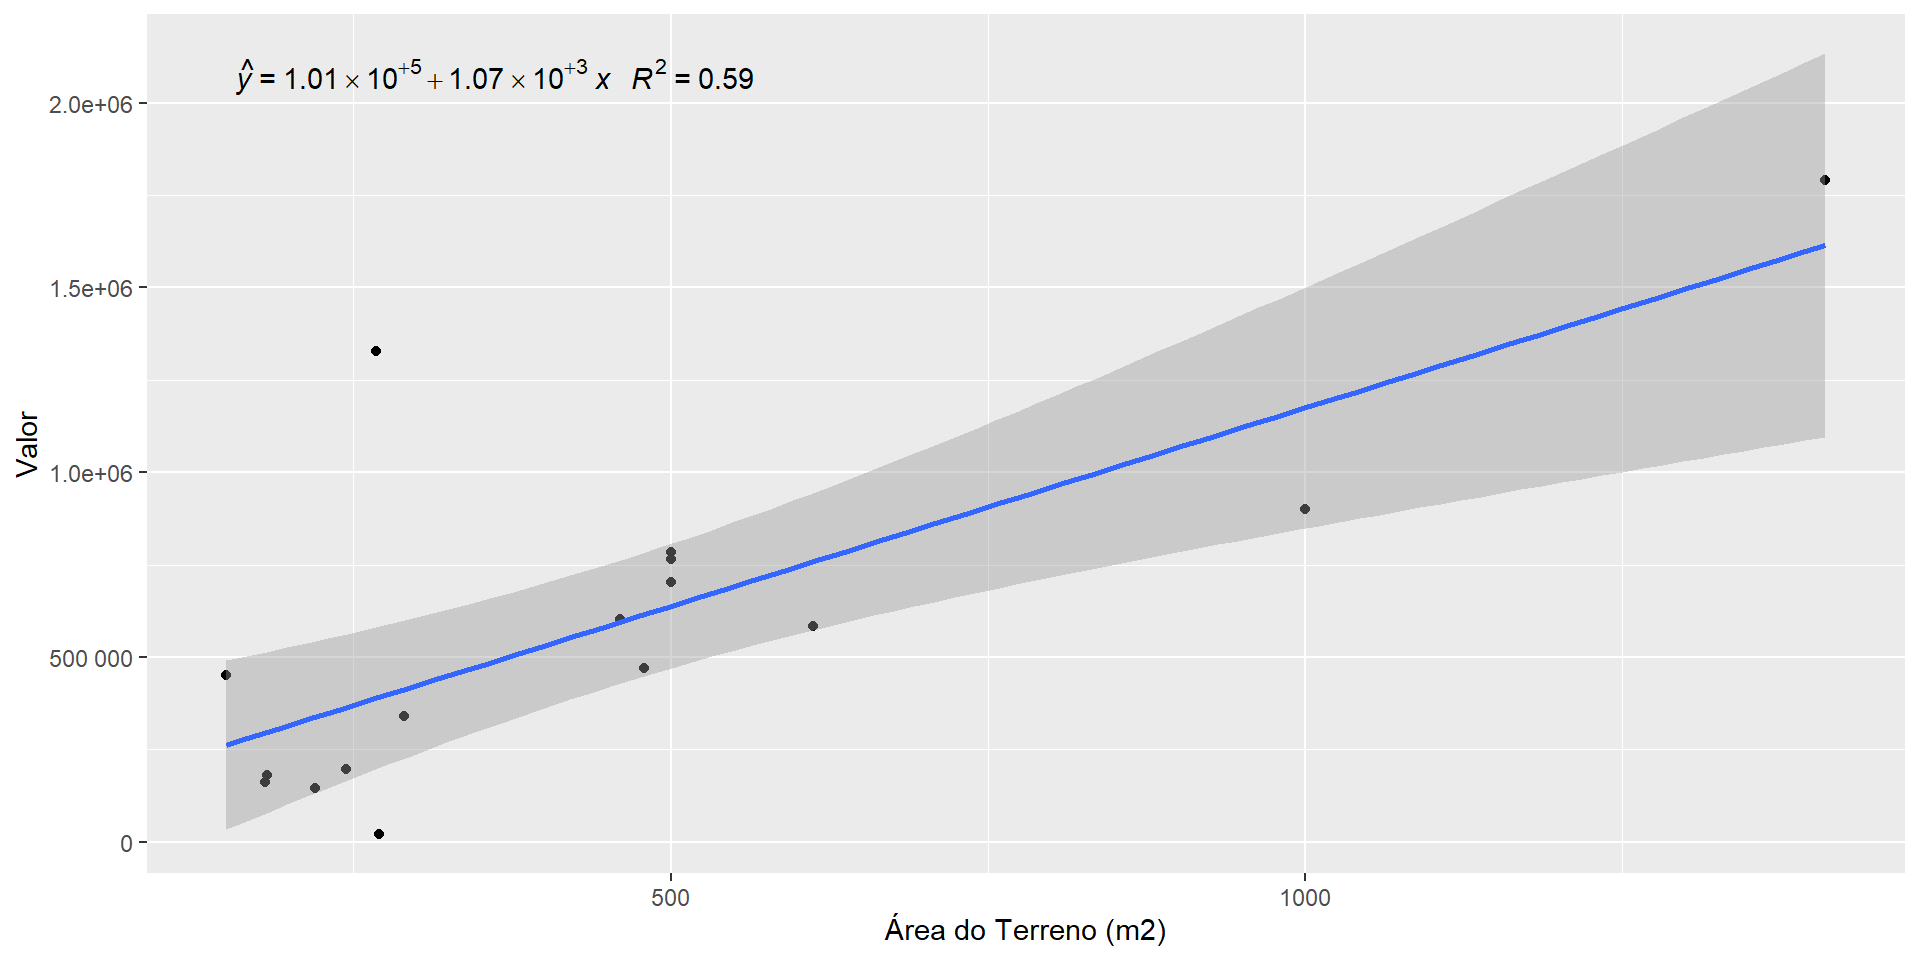 ŷ = 1.01 × 10⁺⁵ + 1.07 × 10⁺³ x R² = 0.59
2.0e+06
1.5e+06
1.0e+06
500 000
0
Valor
500 1000
Área do Terreno (m2)